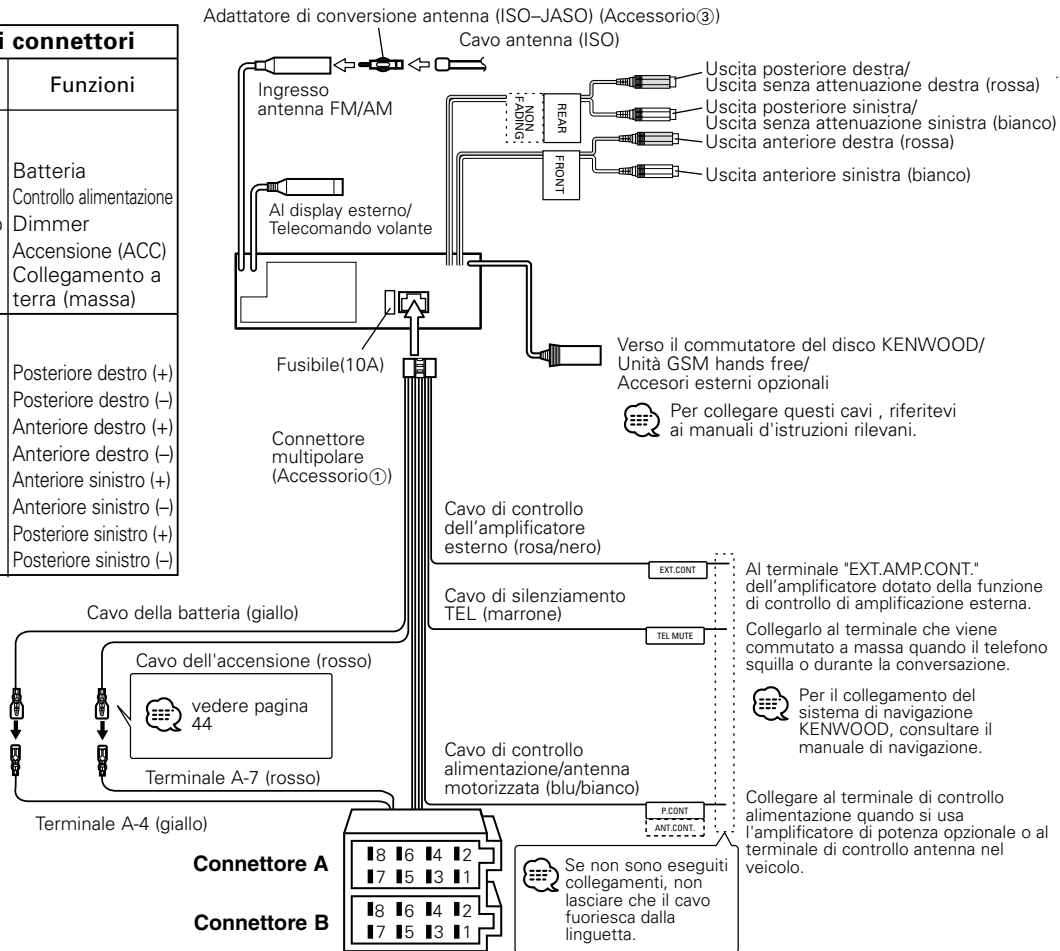 Adattatore di conversione antenna (ISO–JASO) (Accessorio③)
Cavo antenna (ISO)
i connettori
Funzioni
Batteria
Controllo alimentazione
o Dimmer
Accensione (ACC)
Collegamento a
terra (massa)
Posteriore destro (+)
Posteriore destro (–)
Anteriore destro (+)
Anteriore destro (–)
Anteriore sinistro (+)
Anteriore sinistro (–)
Posteriore sinistro (+)
Posteriore sinistro (–)
Ingresso
antenna FM/AM
NON
FADING
REAR
FRONT
Uscita posteriore destra/
Uscita senza attenuazione destra (rossa)
Uscita posteriore sinistra/
Uscita senza attenuazione sinistra (bianco)
Uscita anteriore destra (rossa)
Uscita anteriore sinistra (bianco)
Al display esterno/
Telecomando volante
Fusibile(10A)
Verso il commutatore del disco KENWOOD/
Unità GSM hands free/
Accesori esterni opzionali
Per collegare questi cavi , riferitevi
ai manuali d'istruzioni rilevani.
Connettore
multipolare
(Accessorio①)
Cavo di controllo
dell'amplificatore
esterno (rosa/nero)
EXT.CONT
Al terminale "EXT.AMP.CONT."
dell'amplificatore dotato della funzione
di controllo di amplificazione esterna.
Cavo di silenziamento
TEL (marrone)
TEL MUTE
Collegarlo al terminale che viene
commutato a massa quando il telefono
squilla o durante la conversazione.
Per il collegamento del
sistema di navigazione
KENWOOD, consultare il
manuale di navigazione.
Cavo della batteria (giallo)
Cavo dell'accensione (rosso)
vedere pagina
44
Terminale A-7 (rosso)
Terminale A-4 (giallo)
Cavo di controllo
alimentazione/antenna
motorizzata (blu/bianco)
P.CONT
ANT.CONT.
Collegare al terminale di controllo
alimentazione quando si usa
l'amplificatore di potenza opzionale o al
terminale di controllo antenna nel
veicolo.
Connettore A
8 6 4 2
7 5 3 1
Connettore B
8 6 4 2
7 5 3 1
Se non sono eseguiti
collegamenti, non
lasciare che il cavo
fuoriesca dalla
linguetta.